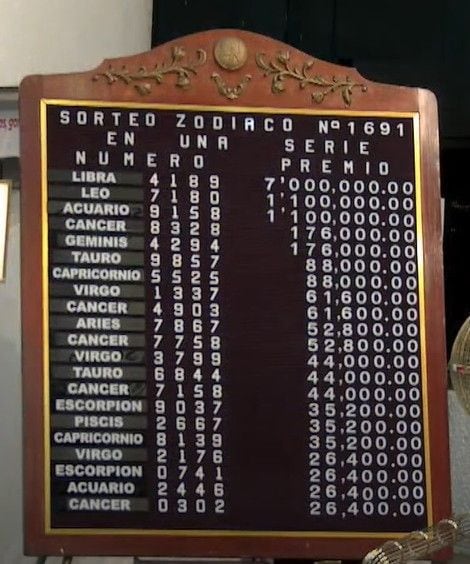 SORTEO ZODIACO Nº1691
EN UNA SERIE
NUMERO PREMIO
LIBRA 4189 7'000,000.00
LEO 7180 1'100,000.00
ACUARIO 9158 1'100,000.00
CANCER 8328 176,000.00
GEMINIS 4294 176,000.00
TAURO 9857 88,000.00
CAPRICORNIO 5525 88,000.00
VIRGO 1337 61,600.00
CANCER 4903 61,600.00
ARIES 7867 52,800.00
CANCER 7758 52,800.00
VIRGO 3799 44,000.00
TAURO 6844 44,000.00
CANCER 7158 44,000.00
ESCORPION 9037 35,200.00
PISCIS 2667 35,200.00
CAPRICORNIO 8139 35,200.00
VIRGO 2176 26,400.00
ESCORPION 0741 26,400.00
ACUARIO 2446 26,400.00
CANCER 0302 26,400.00